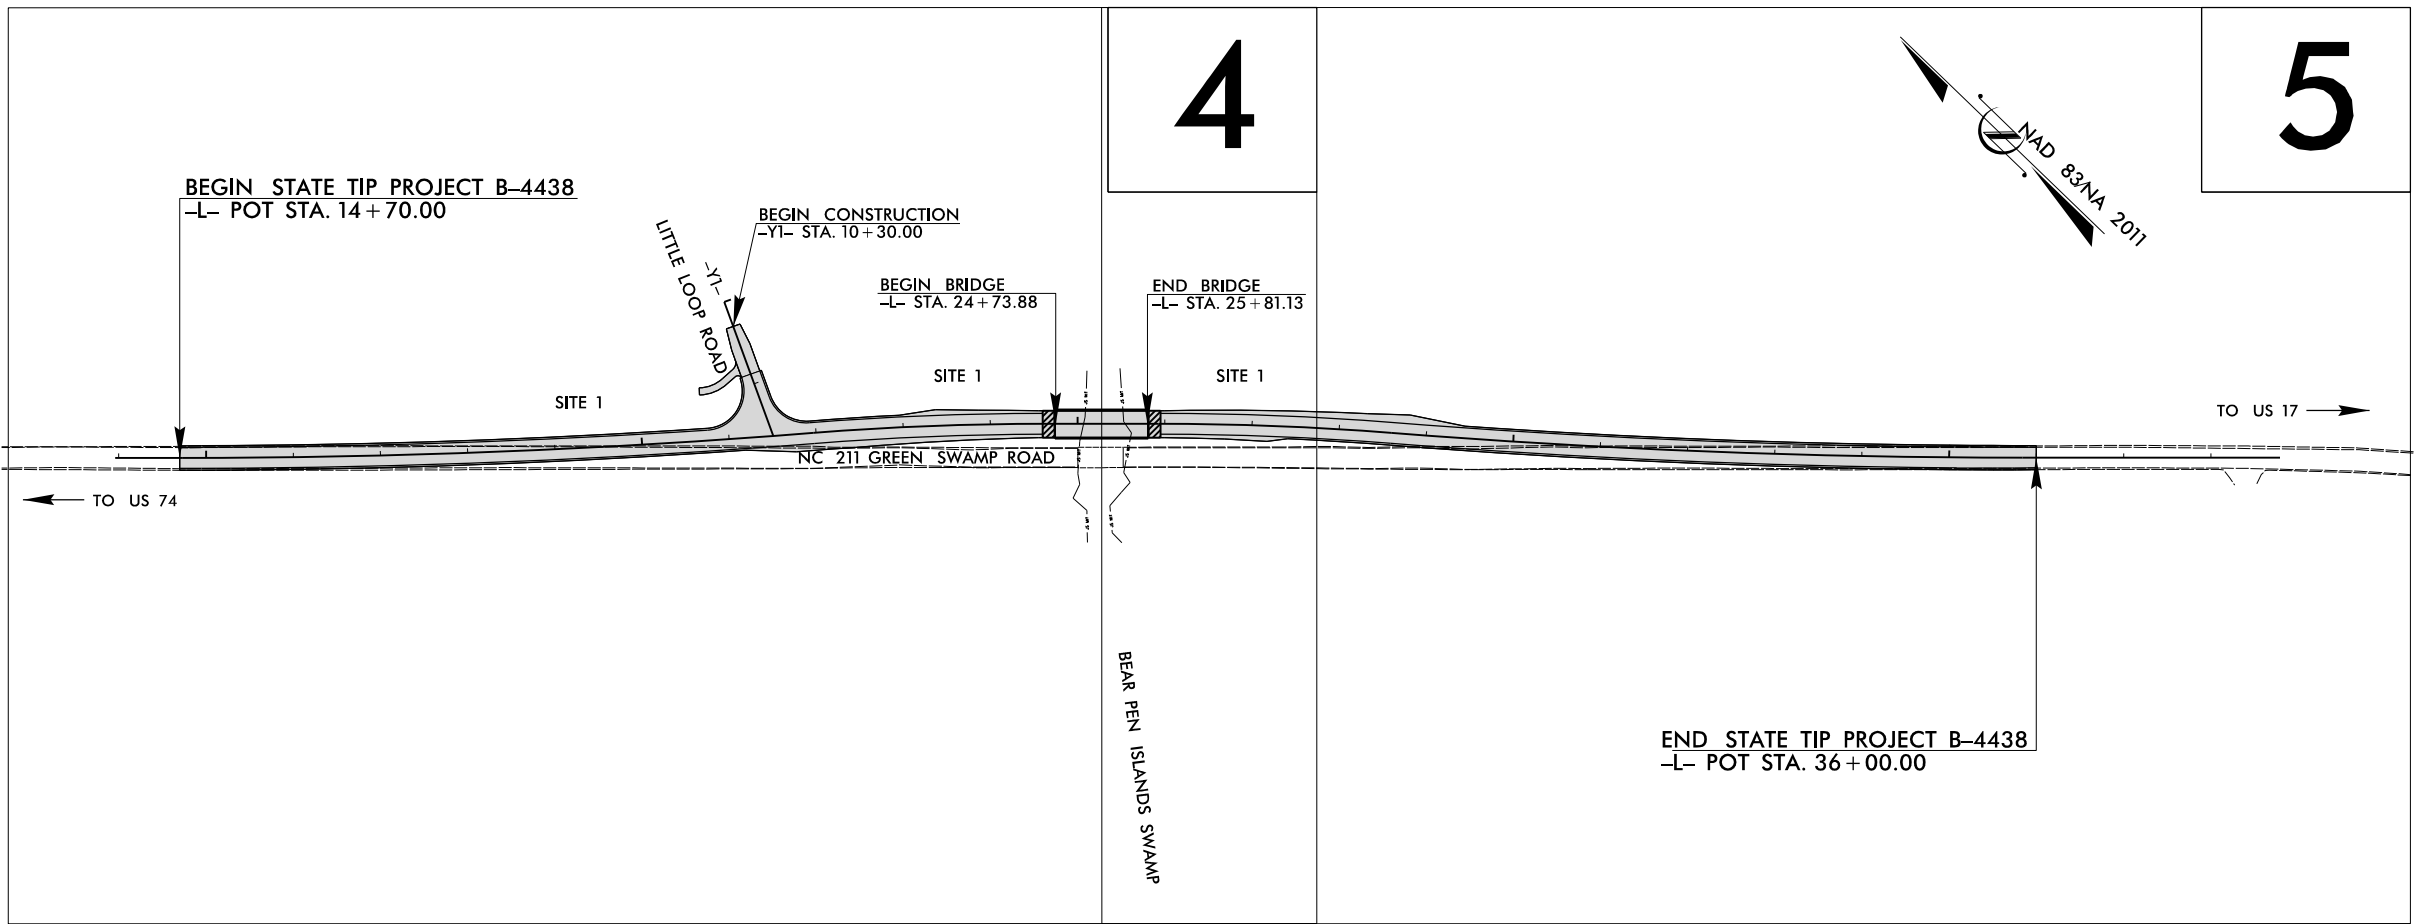 4
5
NAD 83/NA 2011
BEGIN STATE TIP PROJECT B–4438
–L– POT STA. 14+70.00
BEGIN CONSTRUCTION
–Y1– STA. 10+30.00
LITTLE LOOP ROAD
–Y1–
BEGIN BRIDGE
–L– STA. 24+73.88
END BRIDGE
–L– STA. 25+81.13
SITE 1
SITE 1
SITE 1
TO US 17
NC 211 GREEN SWAMP ROAD
TO US 74
BEAR PEN ISLANDS SWAMP
END STATE TIP PROJECT B–4438
–L– POT STA. 36+00.00